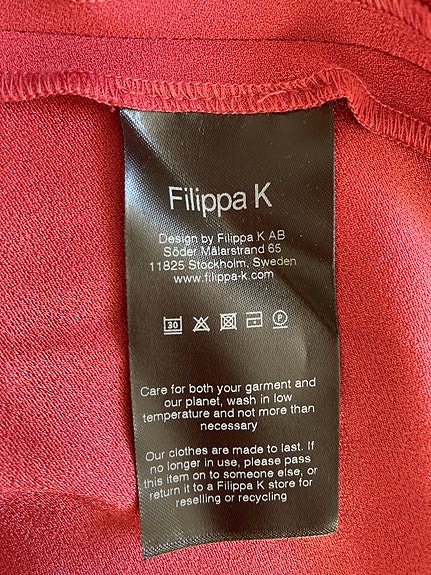 Filippa K
Design by Filippa K AB
Söder Mälarstrand 65
11825 Stockholm, Sweden
www.filippa-k.com
30 P
Care for both your garment and
our planet, wash in low
temperature and not more than
necessary
Our clothes are made to last. If
no longer in use, please pass
this item on to someone else, or
return it to a Filippa K store for
reselling or recycling